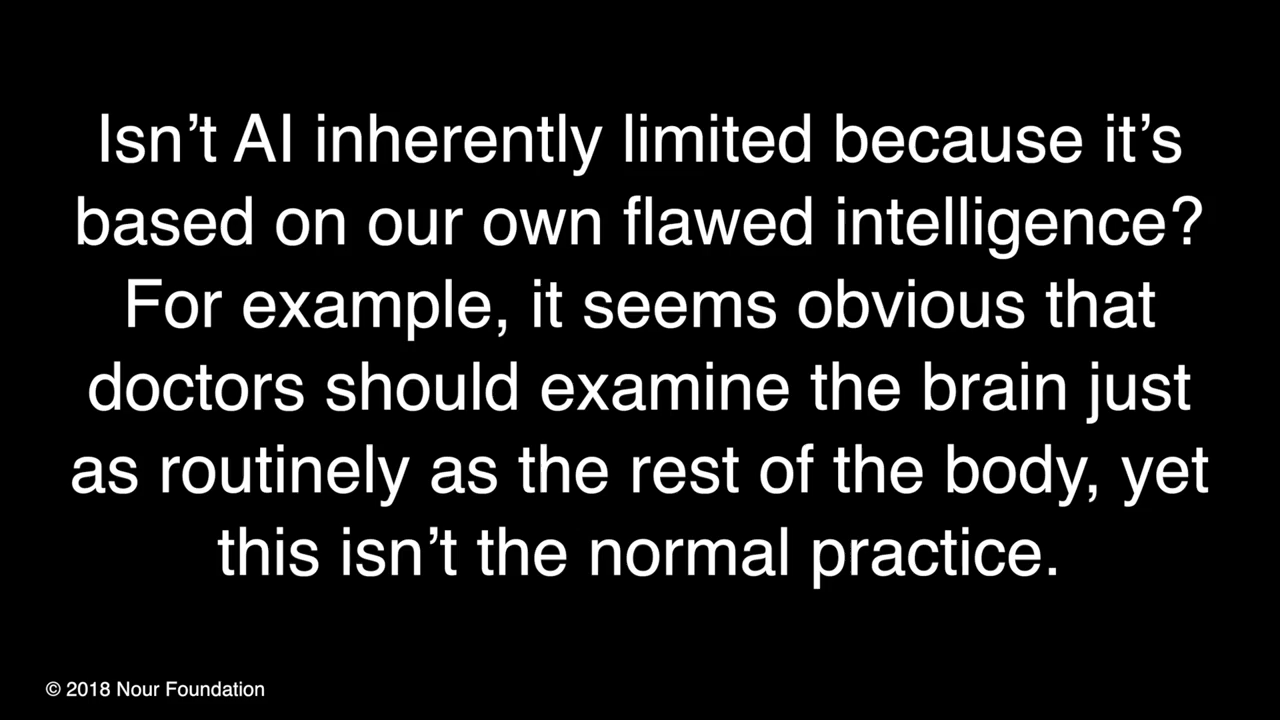 Isn’t AI inherently limited because it’s
based on our own flawed intelligence?
For example, it seems obvious that
doctors should examine the brain just
as routinely as the rest of the body, yet
this isn’t the normal practice.
© 2018 Nour Foundation